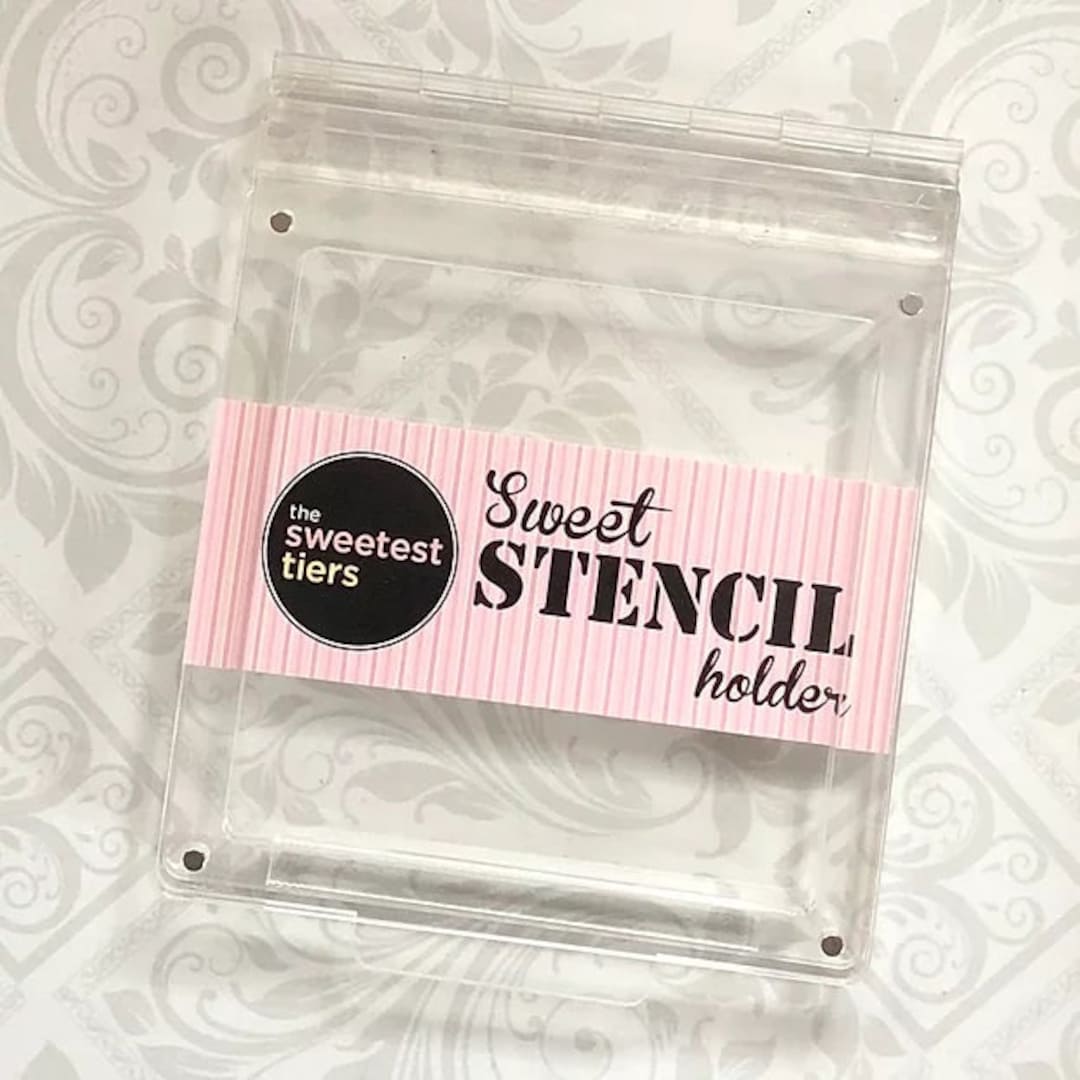 the
sweetest
tiers
Sweet
STENCIL
holder